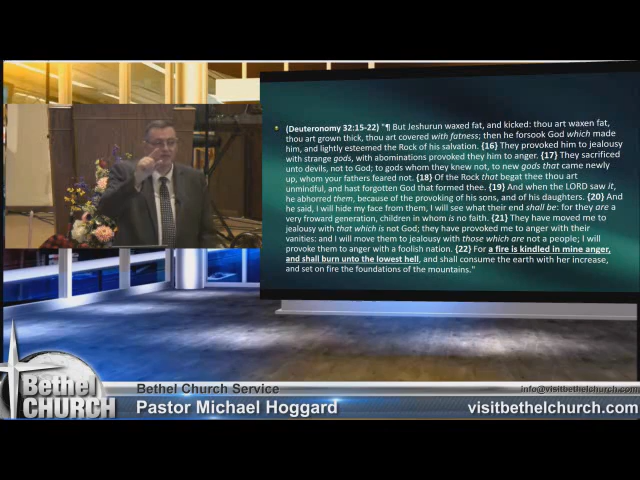 (Deuteronomy 32:15-22) "¶ But Jeshurun waxed fat, and kicked: thou art waxen fat,
thou art grown thick, thou art covered with fatness; then he forsook God which made
him, and lightly esteemed the Rock of his salvation. {16} They provoked him to jealousy
with strange gods, with abominations provoked they him to anger. {17} They sacrificed
unto devils, not to God; to gods whom they knew not, to new gods that came newly
up, whom your fathers feared not. {18} Of the Rock that begat thee thou art
unmindful, and hast forgotten God that formed thee. {19} And when the LORD saw it,
he abhorred them, because of the provoking of his sons, and of his daughters. {20} And
he said, I will hide my face from them, I will see what their end shall be: for they are a
very froward generation, children in whom is no faith. {21} They have moved me to
jealousy with that which is not God; they have provoked me to anger with their
vanities: and I will move them to jealousy with those which are not a people; I will
provoke them to anger with a foolish nation. {22} For a fire is kindled in mine anger,
and shall burn unto the lowest hell, and shall consume the earth with her increase,
and set on fire the foundations of the mountains."
Bethel
CHURCH
Bethel Church Service
info@visitbethelchurch.com
Pastor Michael Hoggard
visitbethelchurch.com